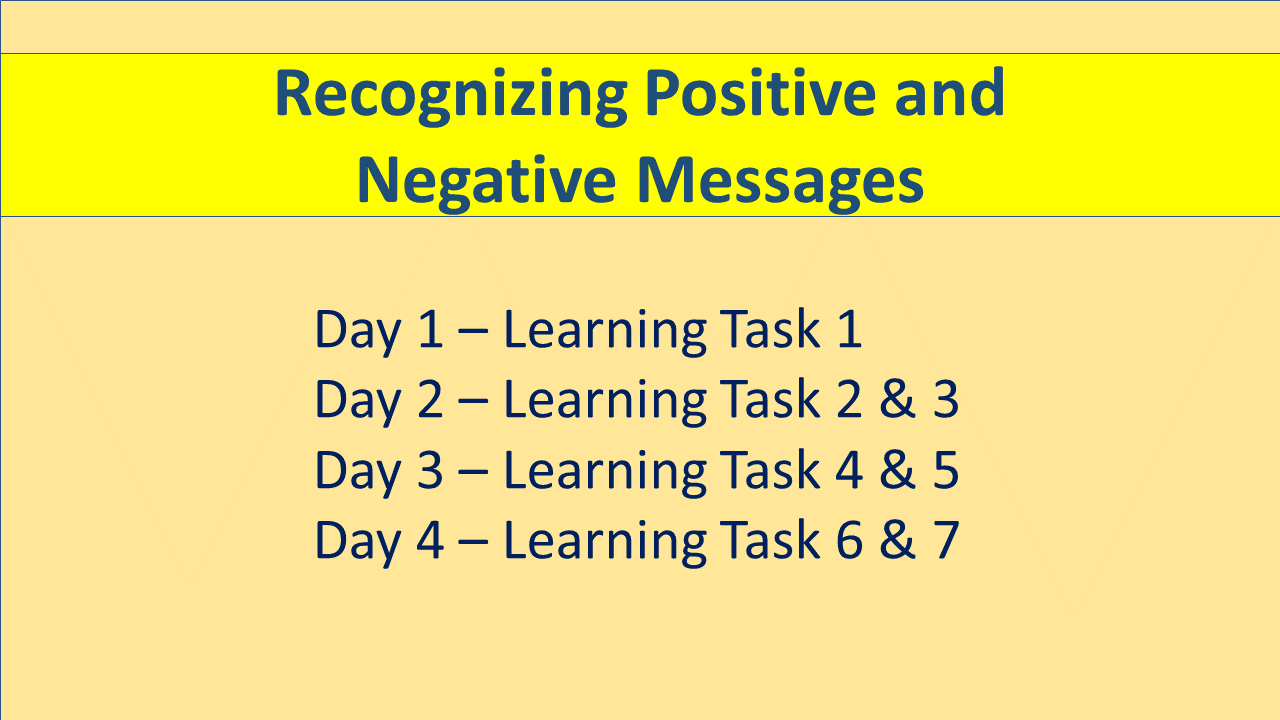 Recognizing Positive and
Negative Messages
Day 1 – Learning Task 1
Day 2 – Learning Task 2 & 3
Day 3 – Learning Task 4 & 5
Day 4 – Learning Task 6 & 7